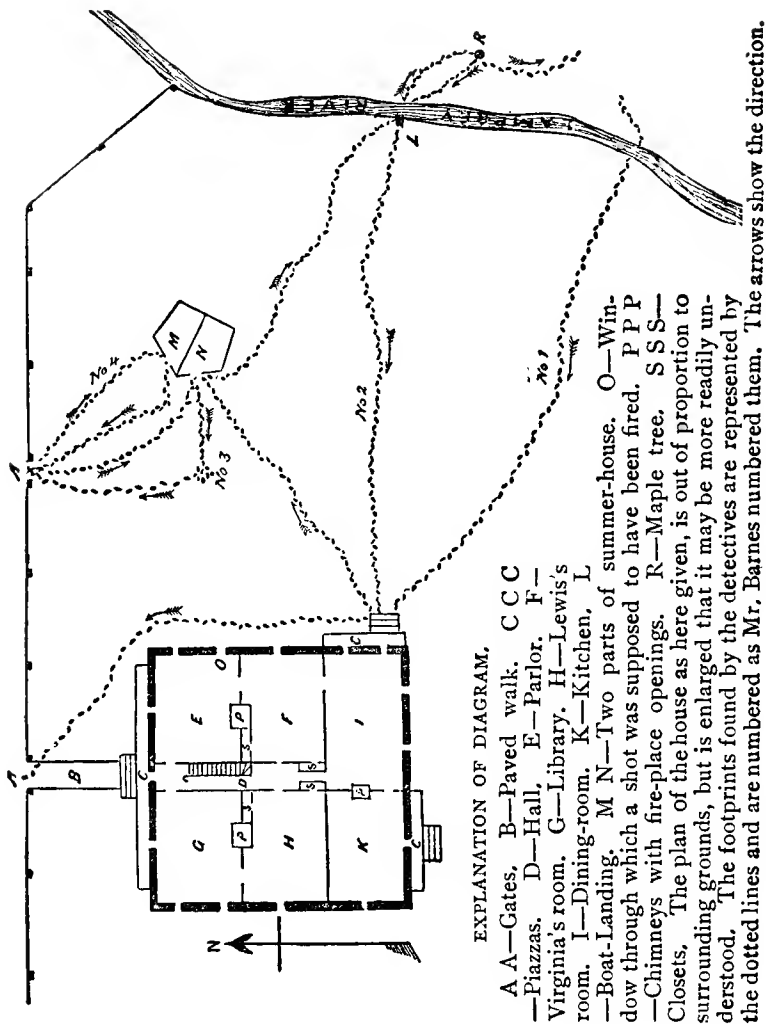 A
A
No 4
M
N
No 3
R
LAMPREY RIVER
L
No 2
No 1
B
C
C
C
E
O
P
F
S
S
D
S
S
G
P
H
I
P
K
C
N
EXPLANATION OF DIAGRAM.
A A—Gates, B—Paved walk. C C C
—Piazzas. D—Hall, E—Parlor. F—
Virginia's room. G—Library. H—Lewis's
room. I—Dining-room. K—Kitchen, L
—Boat-Landing. M N—Two parts of summer-house. O—Win-
dow through which a shot was supposed to have been fired. P P P
—Chimneys with fire-place openings. R—Maple tree. S S S—
Closets, The plan of the house as here given, is out of proportion to
surrounding grounds, but is enlarged that it may be more readily un-
derstood. The footprints found by the detectives are represented by
the dotted lines and are numbered as Mr. Barnes numbered them. The arrows show the direction.